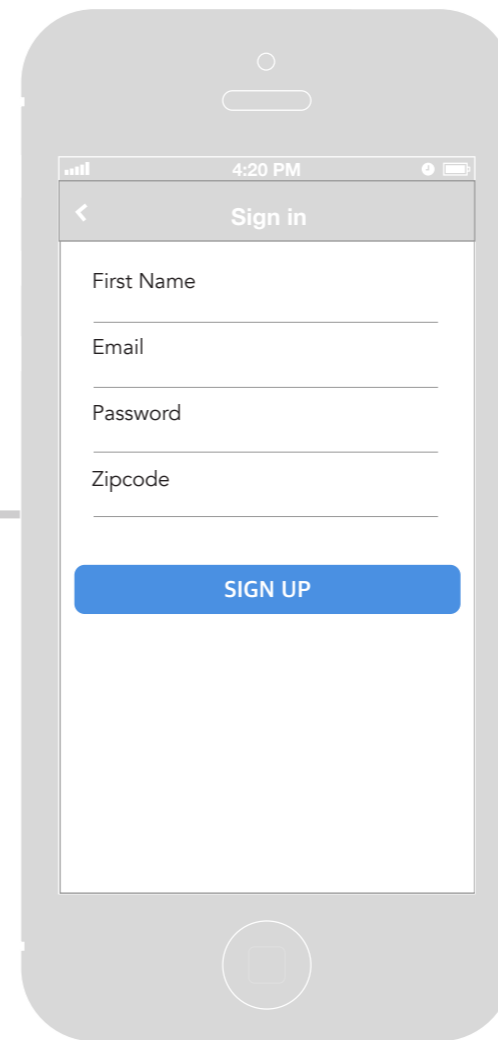 4:20 PM
Sign in
First Name
Email
Password
Zipcode
SIGN UP